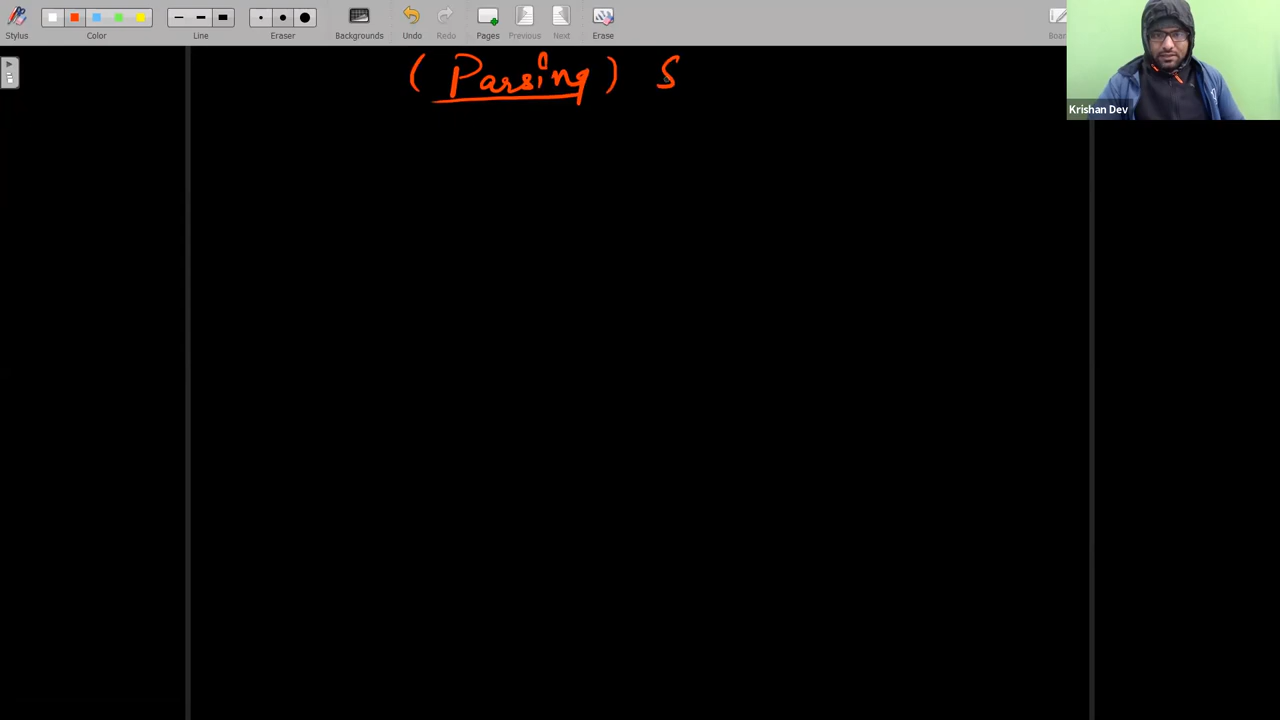 Stylus Color Line Eraser Backgrounds Undo Redo Pages Previous Next Erase
Krishan Dev
( Parsing ) S